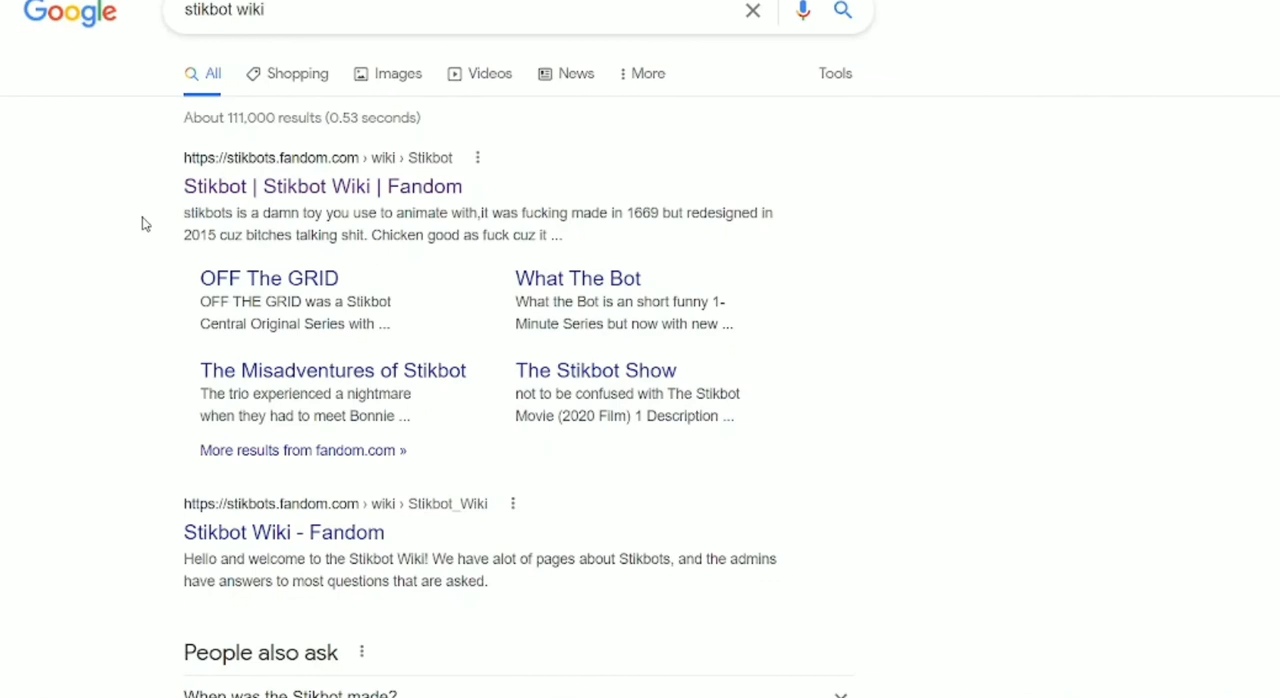 Google
stikbot wiki
All Shopping Images Videos News More Tools
About 111,000 results (0.53 seconds)
https://stikbots.fandom.com › wiki › Stikbot
Stikbot | Stikbot Wiki | Fandom
stikbots is a damn toy you use to animate with,it was fucking made in 1669 but redesigned in
2015 cuz bitches talking shit. Chicken good as fuck cuz it ...
OFF The GRID
OFF THE GRID was a Stikbot
Central Original Series with ...
What The Bot
What the Bot is an short funny 1-
Minute Series but now with new ...
The Misadventures of Stikbot
The trio experienced a nightmare
when they had to meet Bonnie ...
The Stikbot Show
not to be confused with The Stikbot
Movie (2020 Film) 1 Description ...
More results from fandom.com »
https://stikbots.fandom.com › wiki › Stikbot_Wiki
Stikbot Wiki - Fandom
Hello and welcome to the Stikbot Wiki! We have alot of pages about Stikbots, and the admins
have answers to most questions that are asked.
People also ask
When was the Stikbot made?